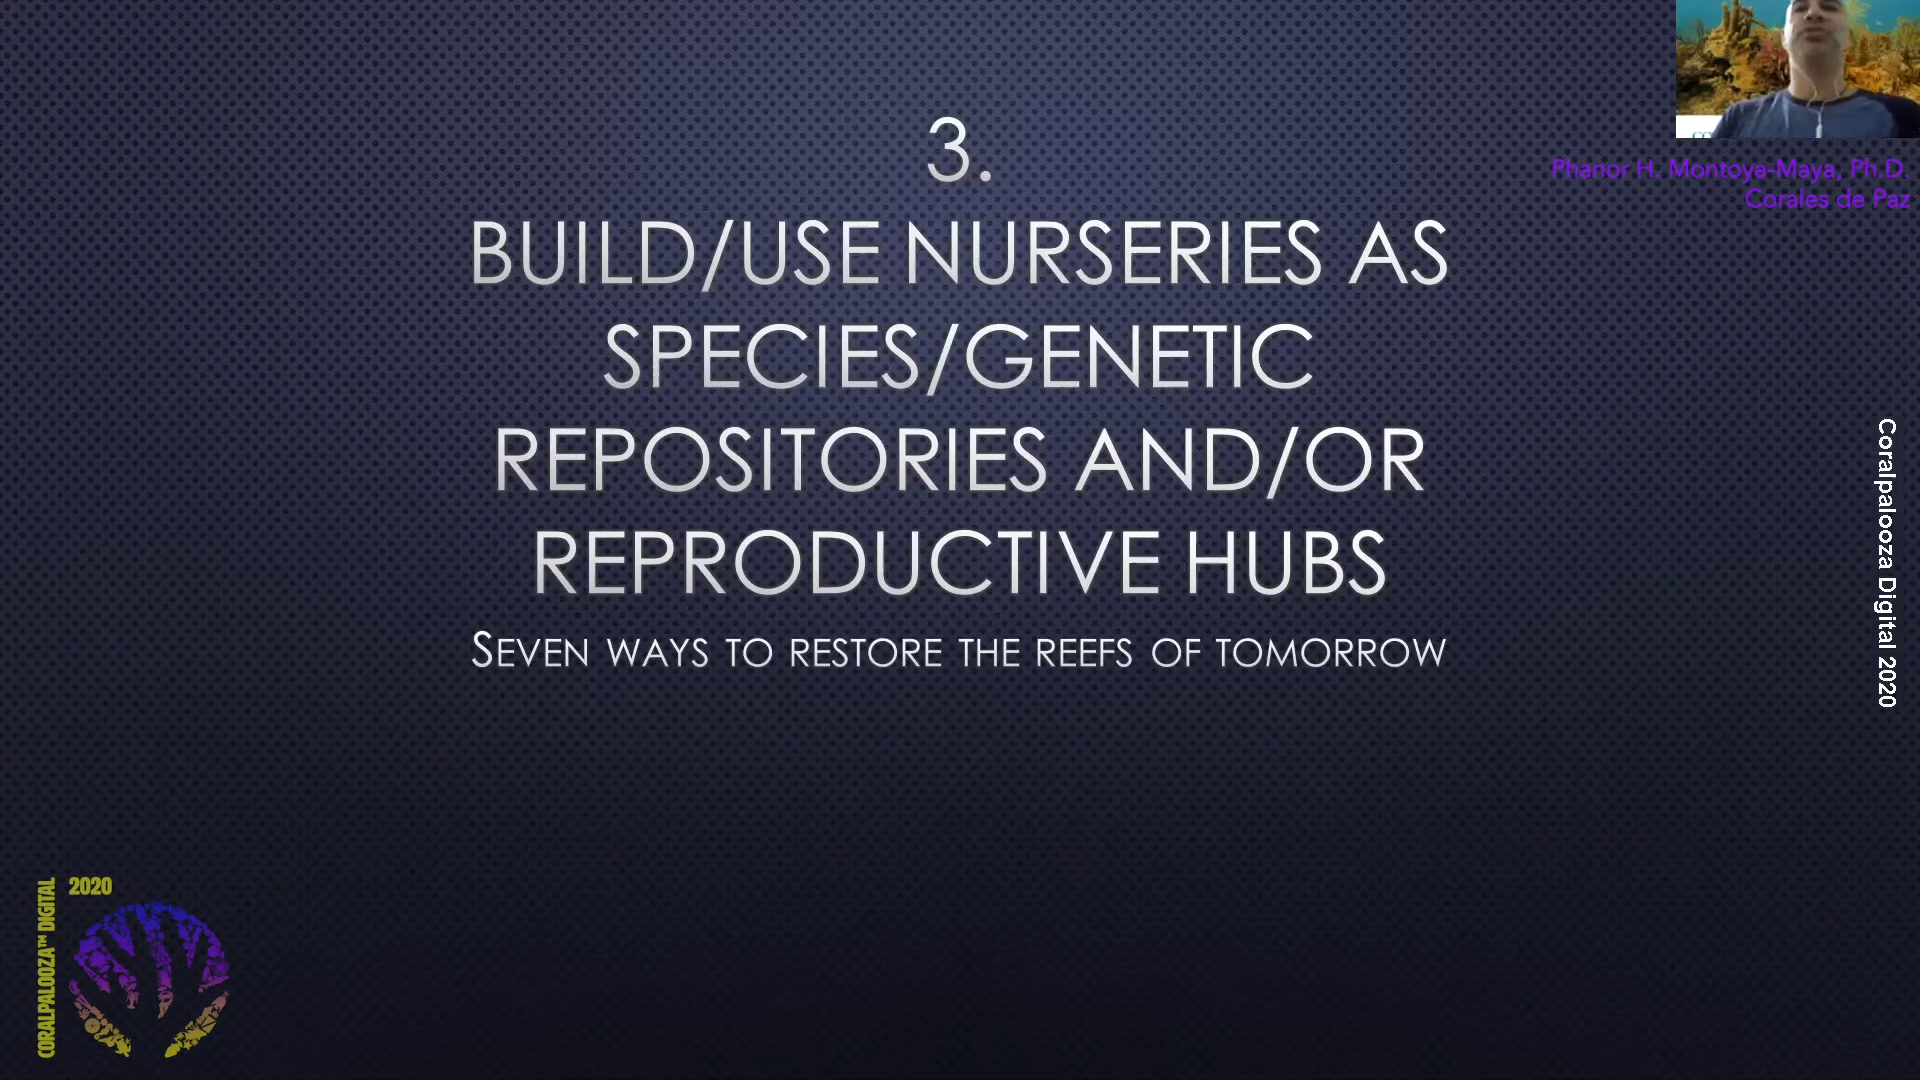 3.
BUILD/USE NURSERIES AS
SPECIES/GENETIC
REPOSITORIES AND/OR
REPRODUCTIVE HUBS
SEVEN WAYS TO RESTORE THE REEFS OF TOMORROW
Phanor H. Montoya-Maya, Ph.D.
Corales de Paz
Coralpalooza Digital 2020
CORALPALOOZA™ DIGITAL
2020